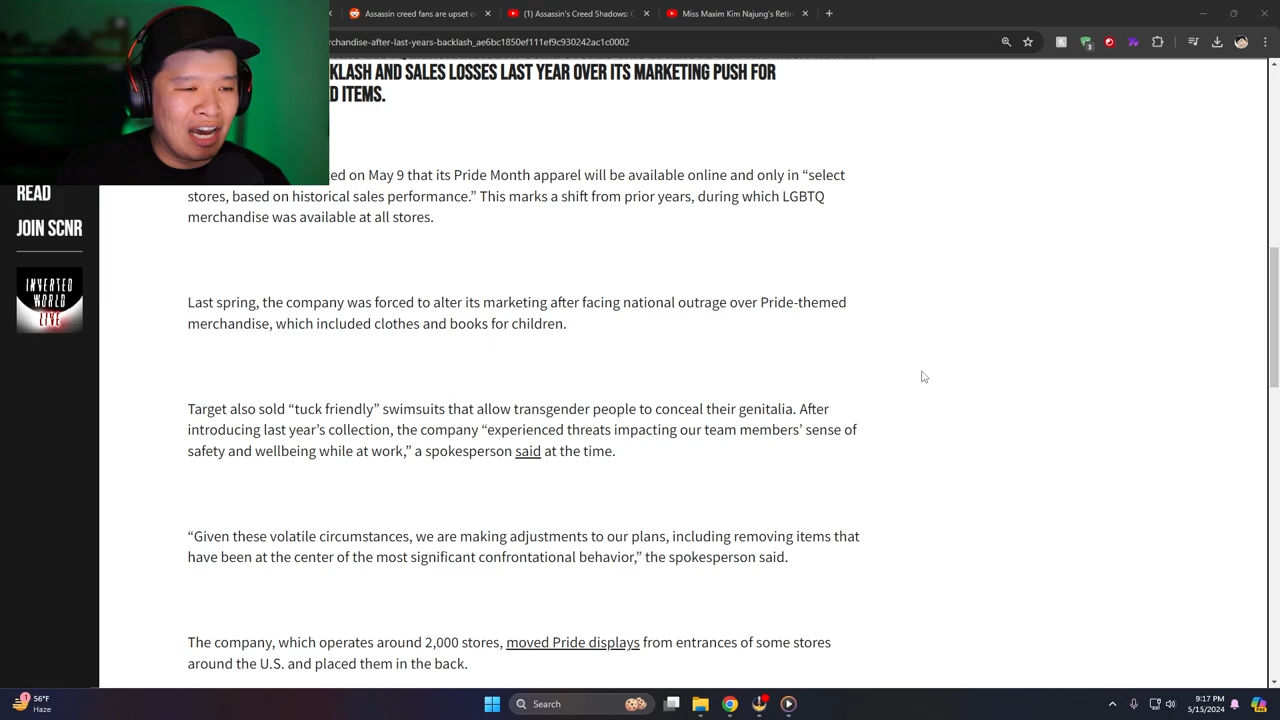 Assassin creed fans are upset o
(1) Assassin's Creed Shadows: C
Miss Maxim Kim Najung's Retir
rchandise-after-last-years-backlash_ae6bc1850ef111ef9c930242ac1c0002
KLASH AND SALES LOSSES LAST YEAR OVER ITS MARKETING PUSH FOR
D ITEMS.
READ
JOIN SCNR
INVERTED
WORLD
LIVE
ed on May 9 that its Pride Month apparel will be available online and only in “select
stores, based on historical sales performance.” This marks a shift from prior years, during which LGBTQ
merchandise was available at all stores.
Last spring, the company was forced to alter its marketing after facing national outrage over Pride-themed
merchandise, which included clothes and books for children.
Target also sold “tuck friendly” swimsuits that allow transgender people to conceal their genitalia. After
introducing last year’s collection, the company “experienced threats impacting our team members’ sense of
safety and wellbeing while at work,” a spokesperson said at the time.
“Given these volatile circumstances, we are making adjustments to our plans, including removing items that
have been at the center of the most significant confrontational behavior,” the spokesperson said.
The company, which operates around 2,000 stores, moved Pride displays from entrances of some stores
around the U.S. and placed them in the back.
1
56°F
Haze
Search
9:17 PM
5/15/2024